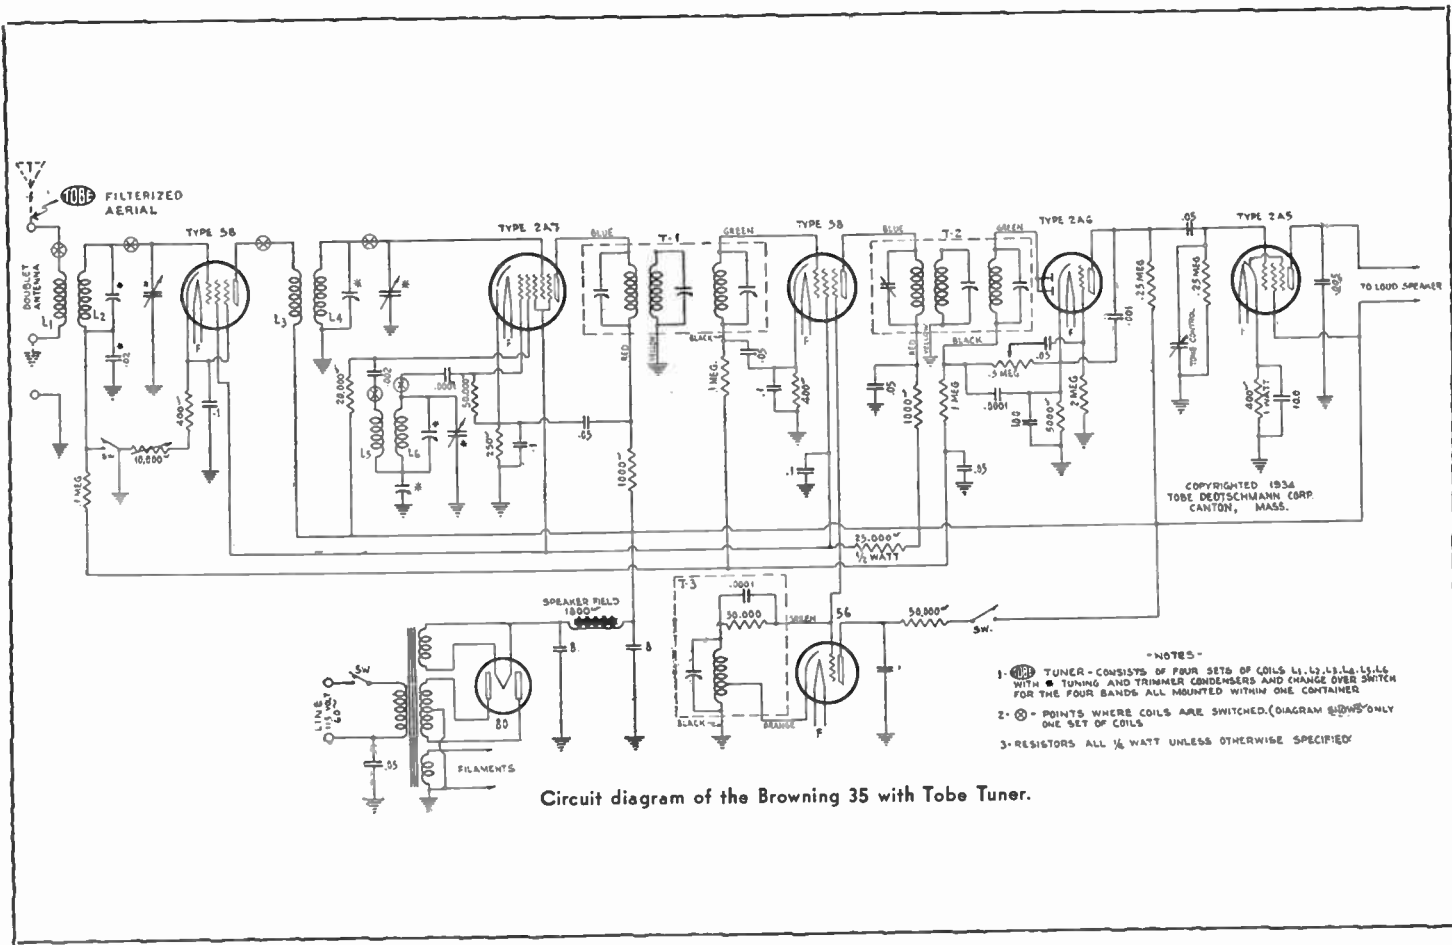 TOBE FILTERIZED
AERIAL
DOUBLET
ANTENNA
L1
L2
.02
TYPE 58
F
400~
.1
10,000~
1 MEG
L3
L4
TYPE 2A7
F
20,000~
.002
.0001
50,000~
L5
L6
250~
.1
.05
BLUE
T-1
GREEN
RED
YELLOW
BLACK
1000~
.05
1 MEG.
TYPE 58
F
.1
400~
.1
BLUE
T-2
GREEN
RED
YELLOW
BLACK
.05
1000~
1 MEG
.5 MEG
.05
.0001
10.0
5000~
2 MEG
.05
TYPE 2A6
F
.001
.25 MEG
.05
.25 MEG
TONE CONTROL
TYPE 2A5
F
400~
1 WATT
10.0
TO LOUD SPEAKER
COPYRIGHTED 1934
TOBE DEUTSCHMANN CORP.
CANTON, MASS.
25.000~
1/2 WATT
SPEAKER FIELD
1800~
8.
8
T-3
.0001
50.000
GREEN
56
BLACK
ORANGE
F
50,000~
SW.
SW
LINE
115 VOLT
60~
.05
80
FILAMENTS
-NOTES-
1- TOBE TUNER - CONSISTS OF FOUR SETS OF COILS L1.L2.L3.L4.L5.L6
WITH * TUNING AND TRIMMER CONDENSERS AND CHANGE OVER SWITCH
FOR THE FOUR BANDS ALL MOUNTED WITHIN ONE CONTAINER
2- ⊗ - POINTS WHERE COILS ARE SWITCHED. (DIAGRAM SHOWS ONLY
ONE SET OF COILS
3- RESISTORS ALL WATT UNLESS OTHERWISE SPECIFIED
Circuit diagram of the Browning 35 with Tobe Tuner.